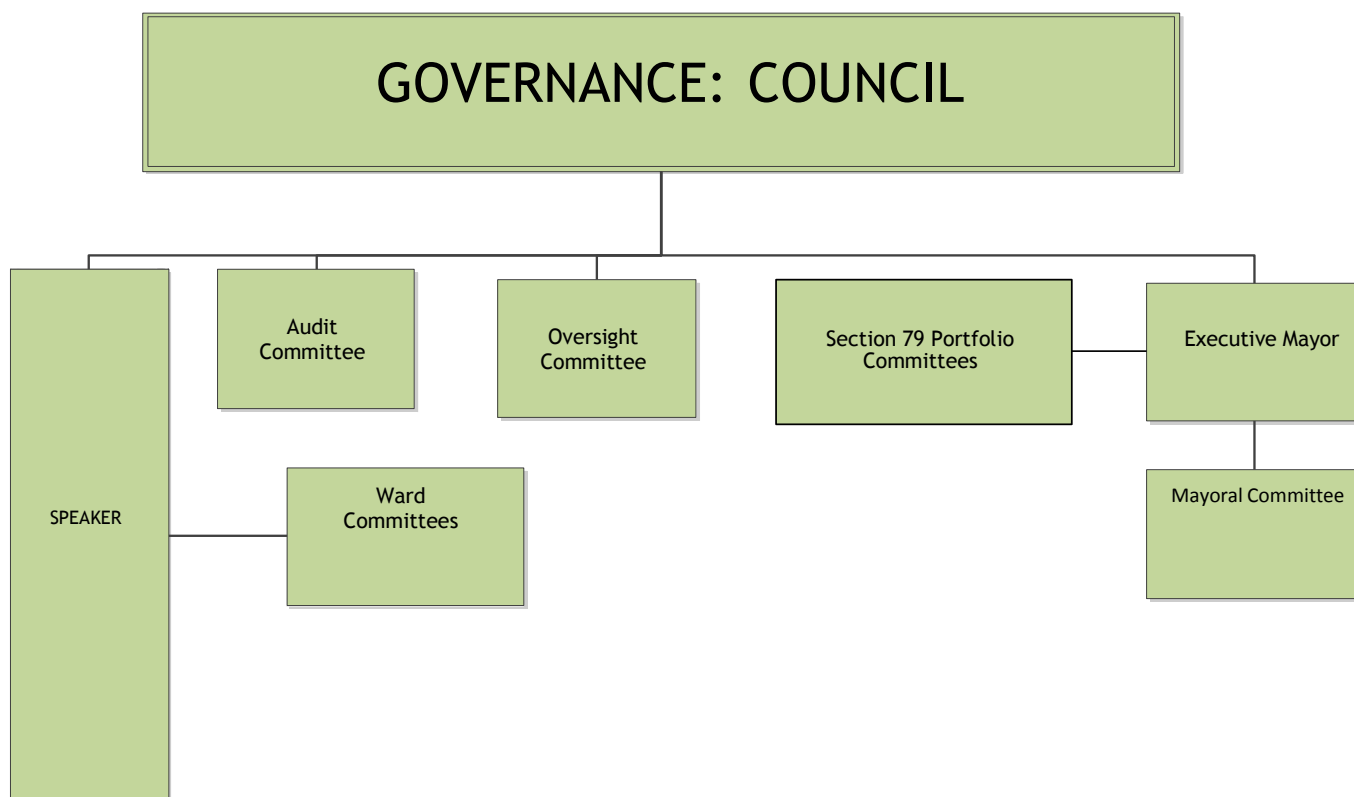 GOVERNANCE: COUNCIL
Audit
Committee
Oversight
Committee
Section 79 Portfolio
Committees
Executive Mayor
SPEAKER
Ward
Committees
Mayoral Committee